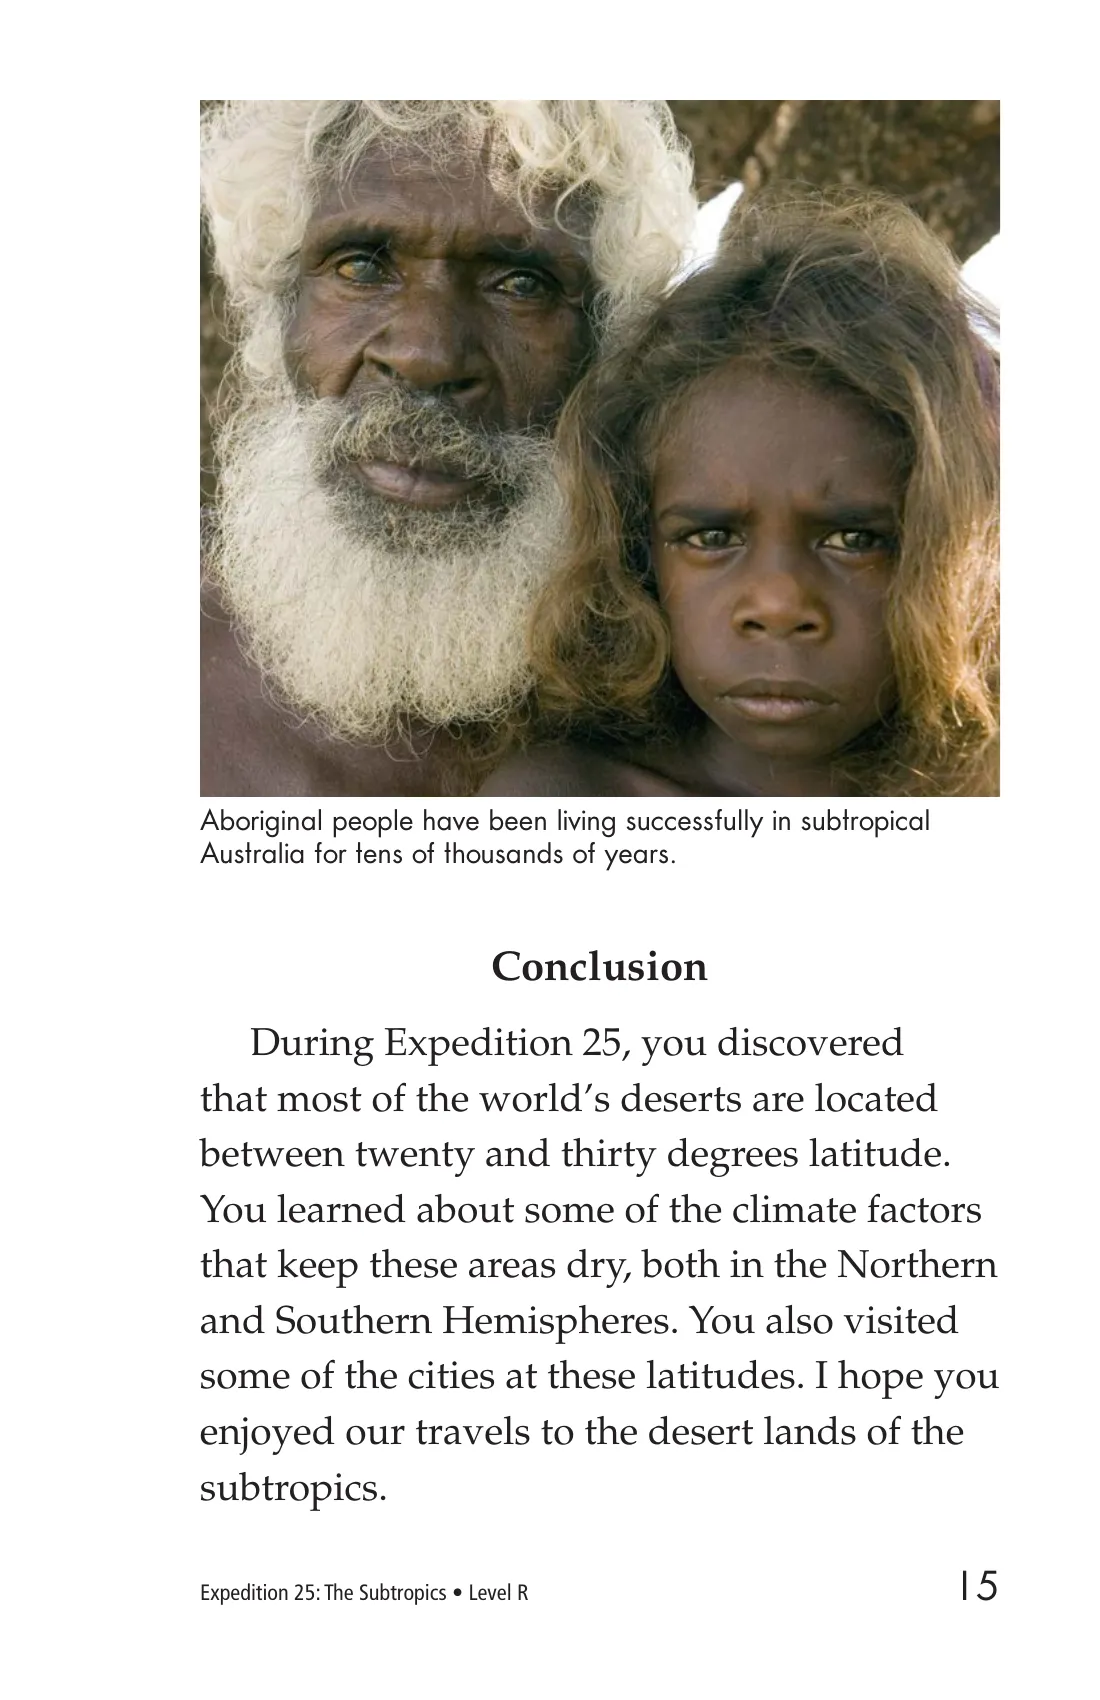 Aboriginal people have been living successfully in subtropical
Australia for tens of thousands of years.
Conclusion
During Expedition 25, you discovered
that most of the world’s deserts are located
between twenty and thirty degrees latitude.
You learned about some of the climate factors
that keep these areas dry, both in the Northern
and Southern Hemispheres. You also visited
some of the cities at these latitudes. I hope you
enjoyed our travels to the desert lands of the
subtropics.
Expedition 25: The Subtropics • Level R
15